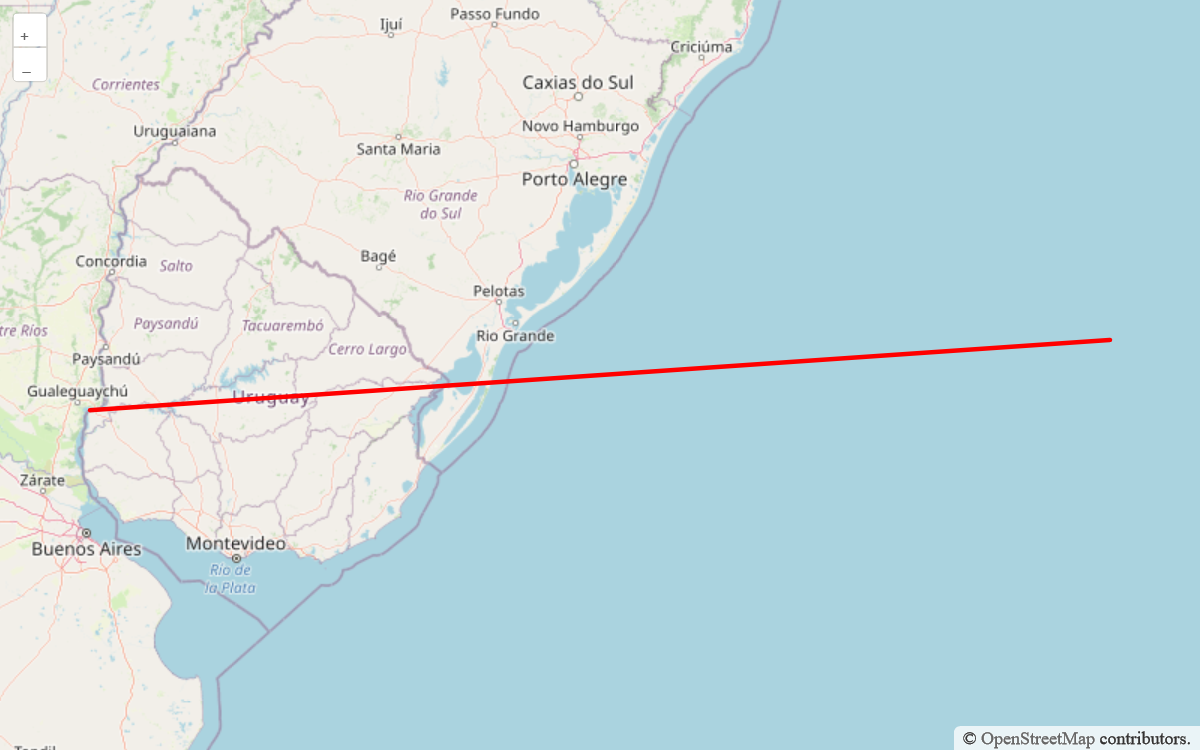 +
–
Passo Fundo
Ijuí
Criciúma
Corrientes
Caxias do Sul
Uruguaiana
Novo Hamburgo
Santa Maria
Porto Alegre
Rio Grande
do Sul
Bagé
Concordia
Salto
Pelotas
Paysandú
Tacuarembó
tre Ríos
Rio Grande
Cerro Largo
Paysandú
Gualeguaychú
Uruguay
Zárate
Buenos Aires
Montevideo
Rio de
la Plata
Tandil
© OpenStreetMap contributors.